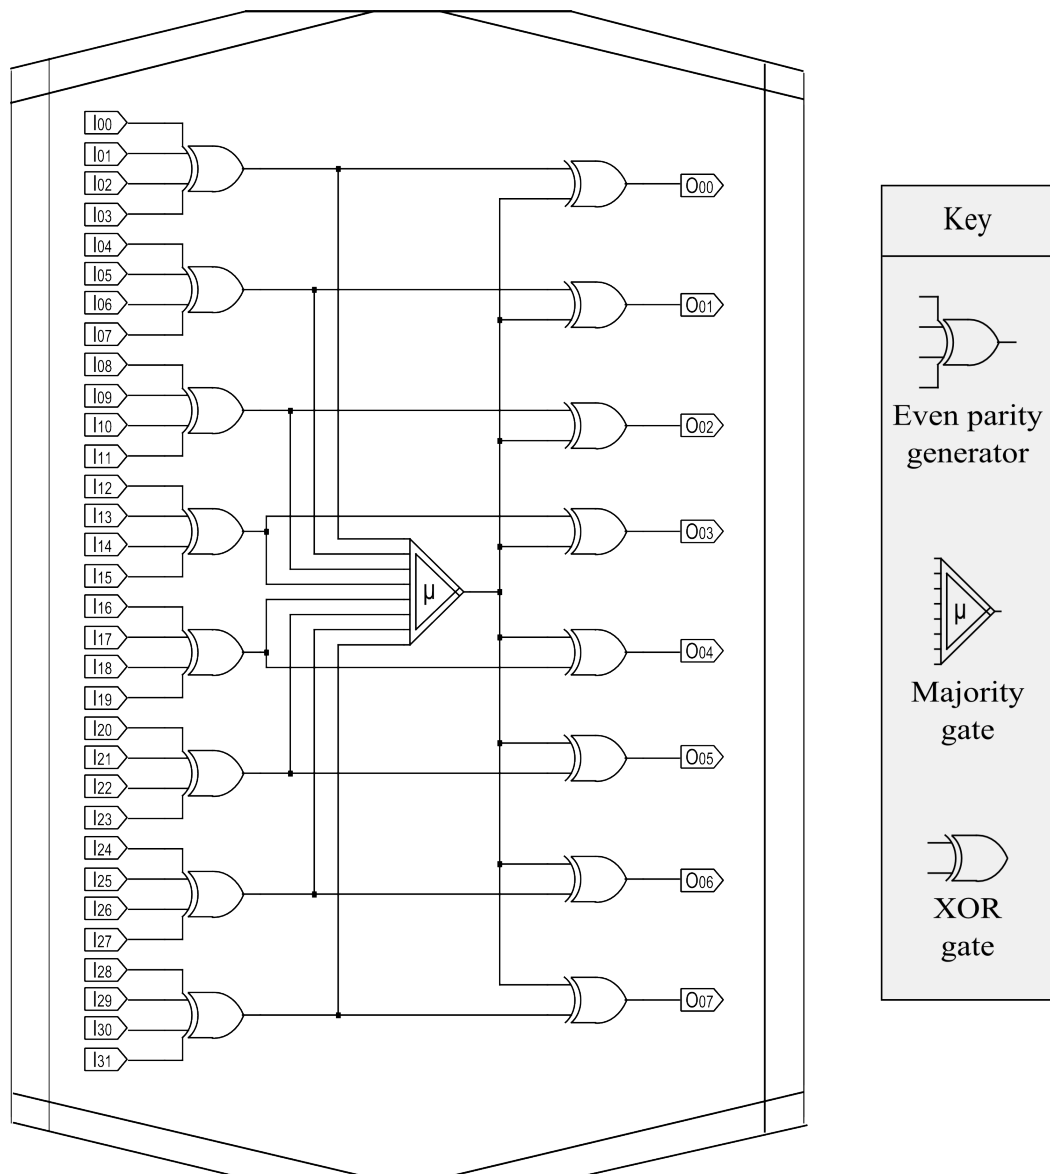 I00
I01
O00
I02
I03
Key
I04
I05
O01
I06
I07
I08
I09
O02
Even parity
generator
I10
I11
I12
I13
O03
I14
I15
μ
μ
I16
I17
O04
I18
I19
Majority
gate
I20
I21
O05
I22
I23
I24
I25
O06
XOR
gate
I26
I27
I28
I29
O07
I30
I31